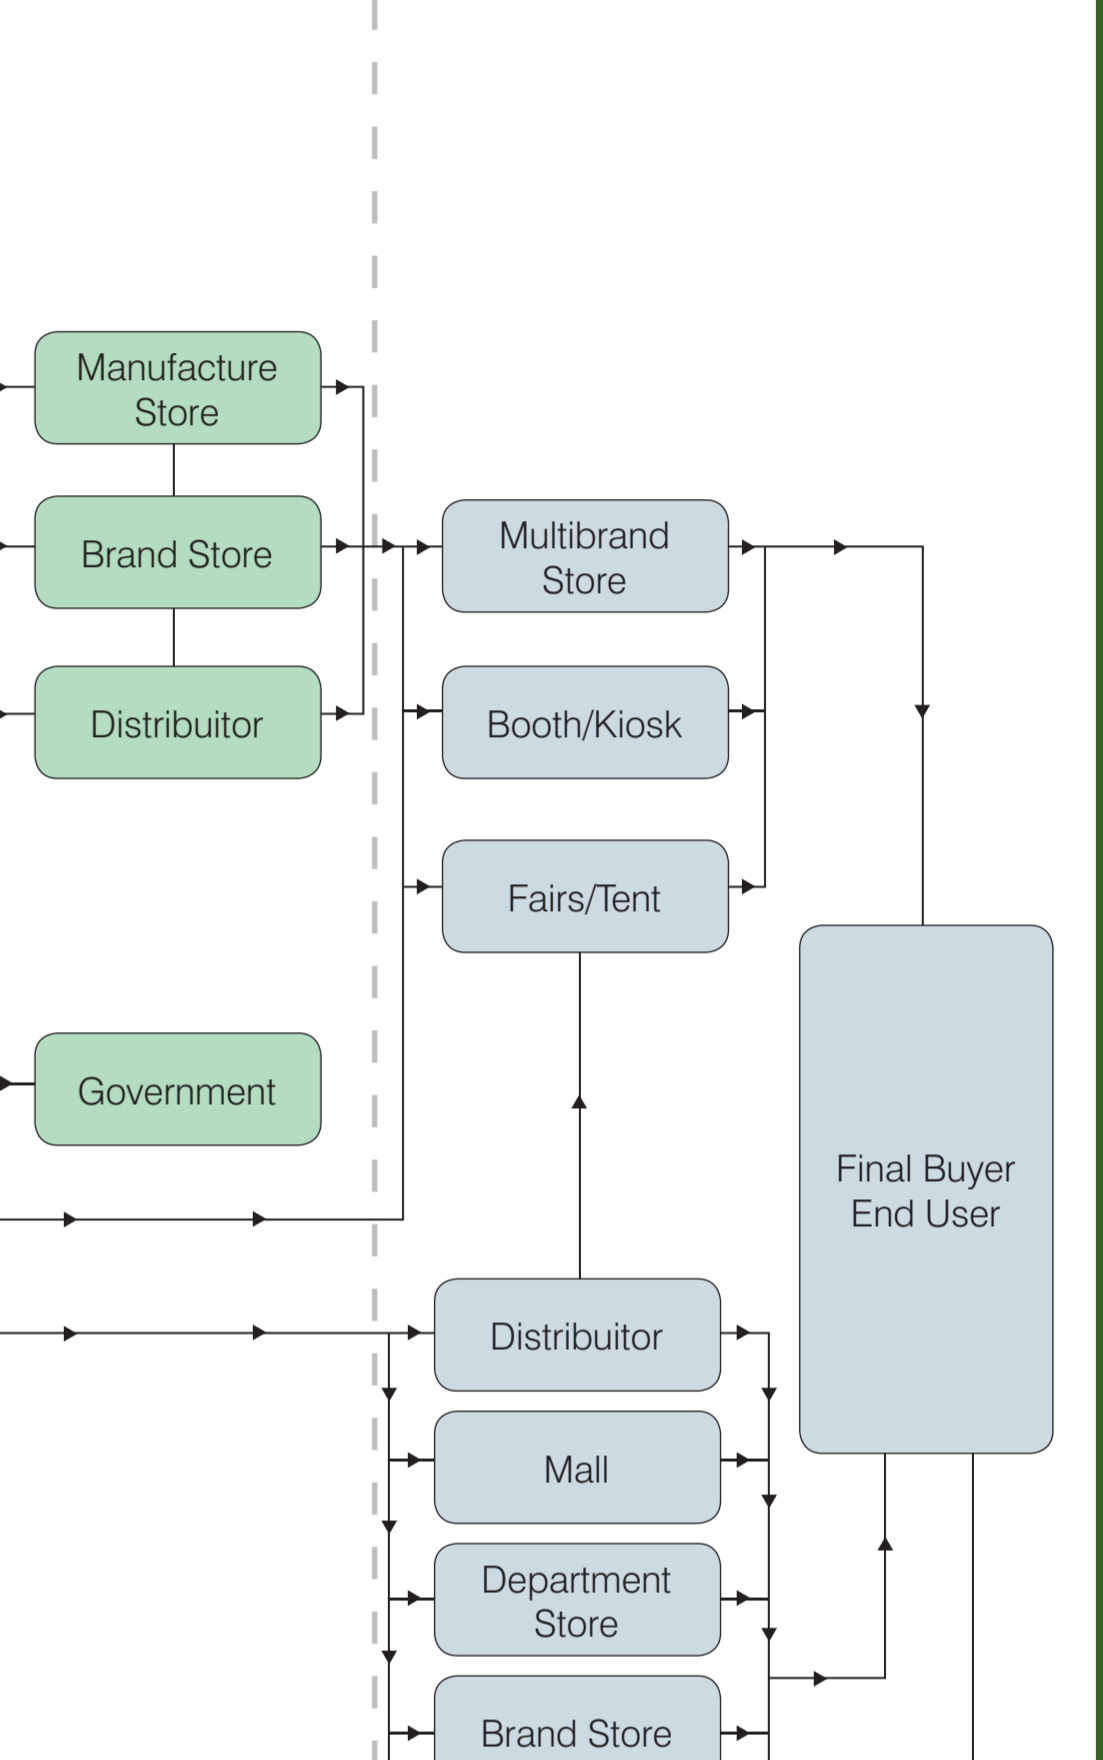 Manufacture
Store
Brand Store
Distribuitor
Government
Multibrand
Store
Booth/Kiosk
Fairs/Tent
Final Buyer
End User
Distribuitor
Mall
Department
Store
Brand Store